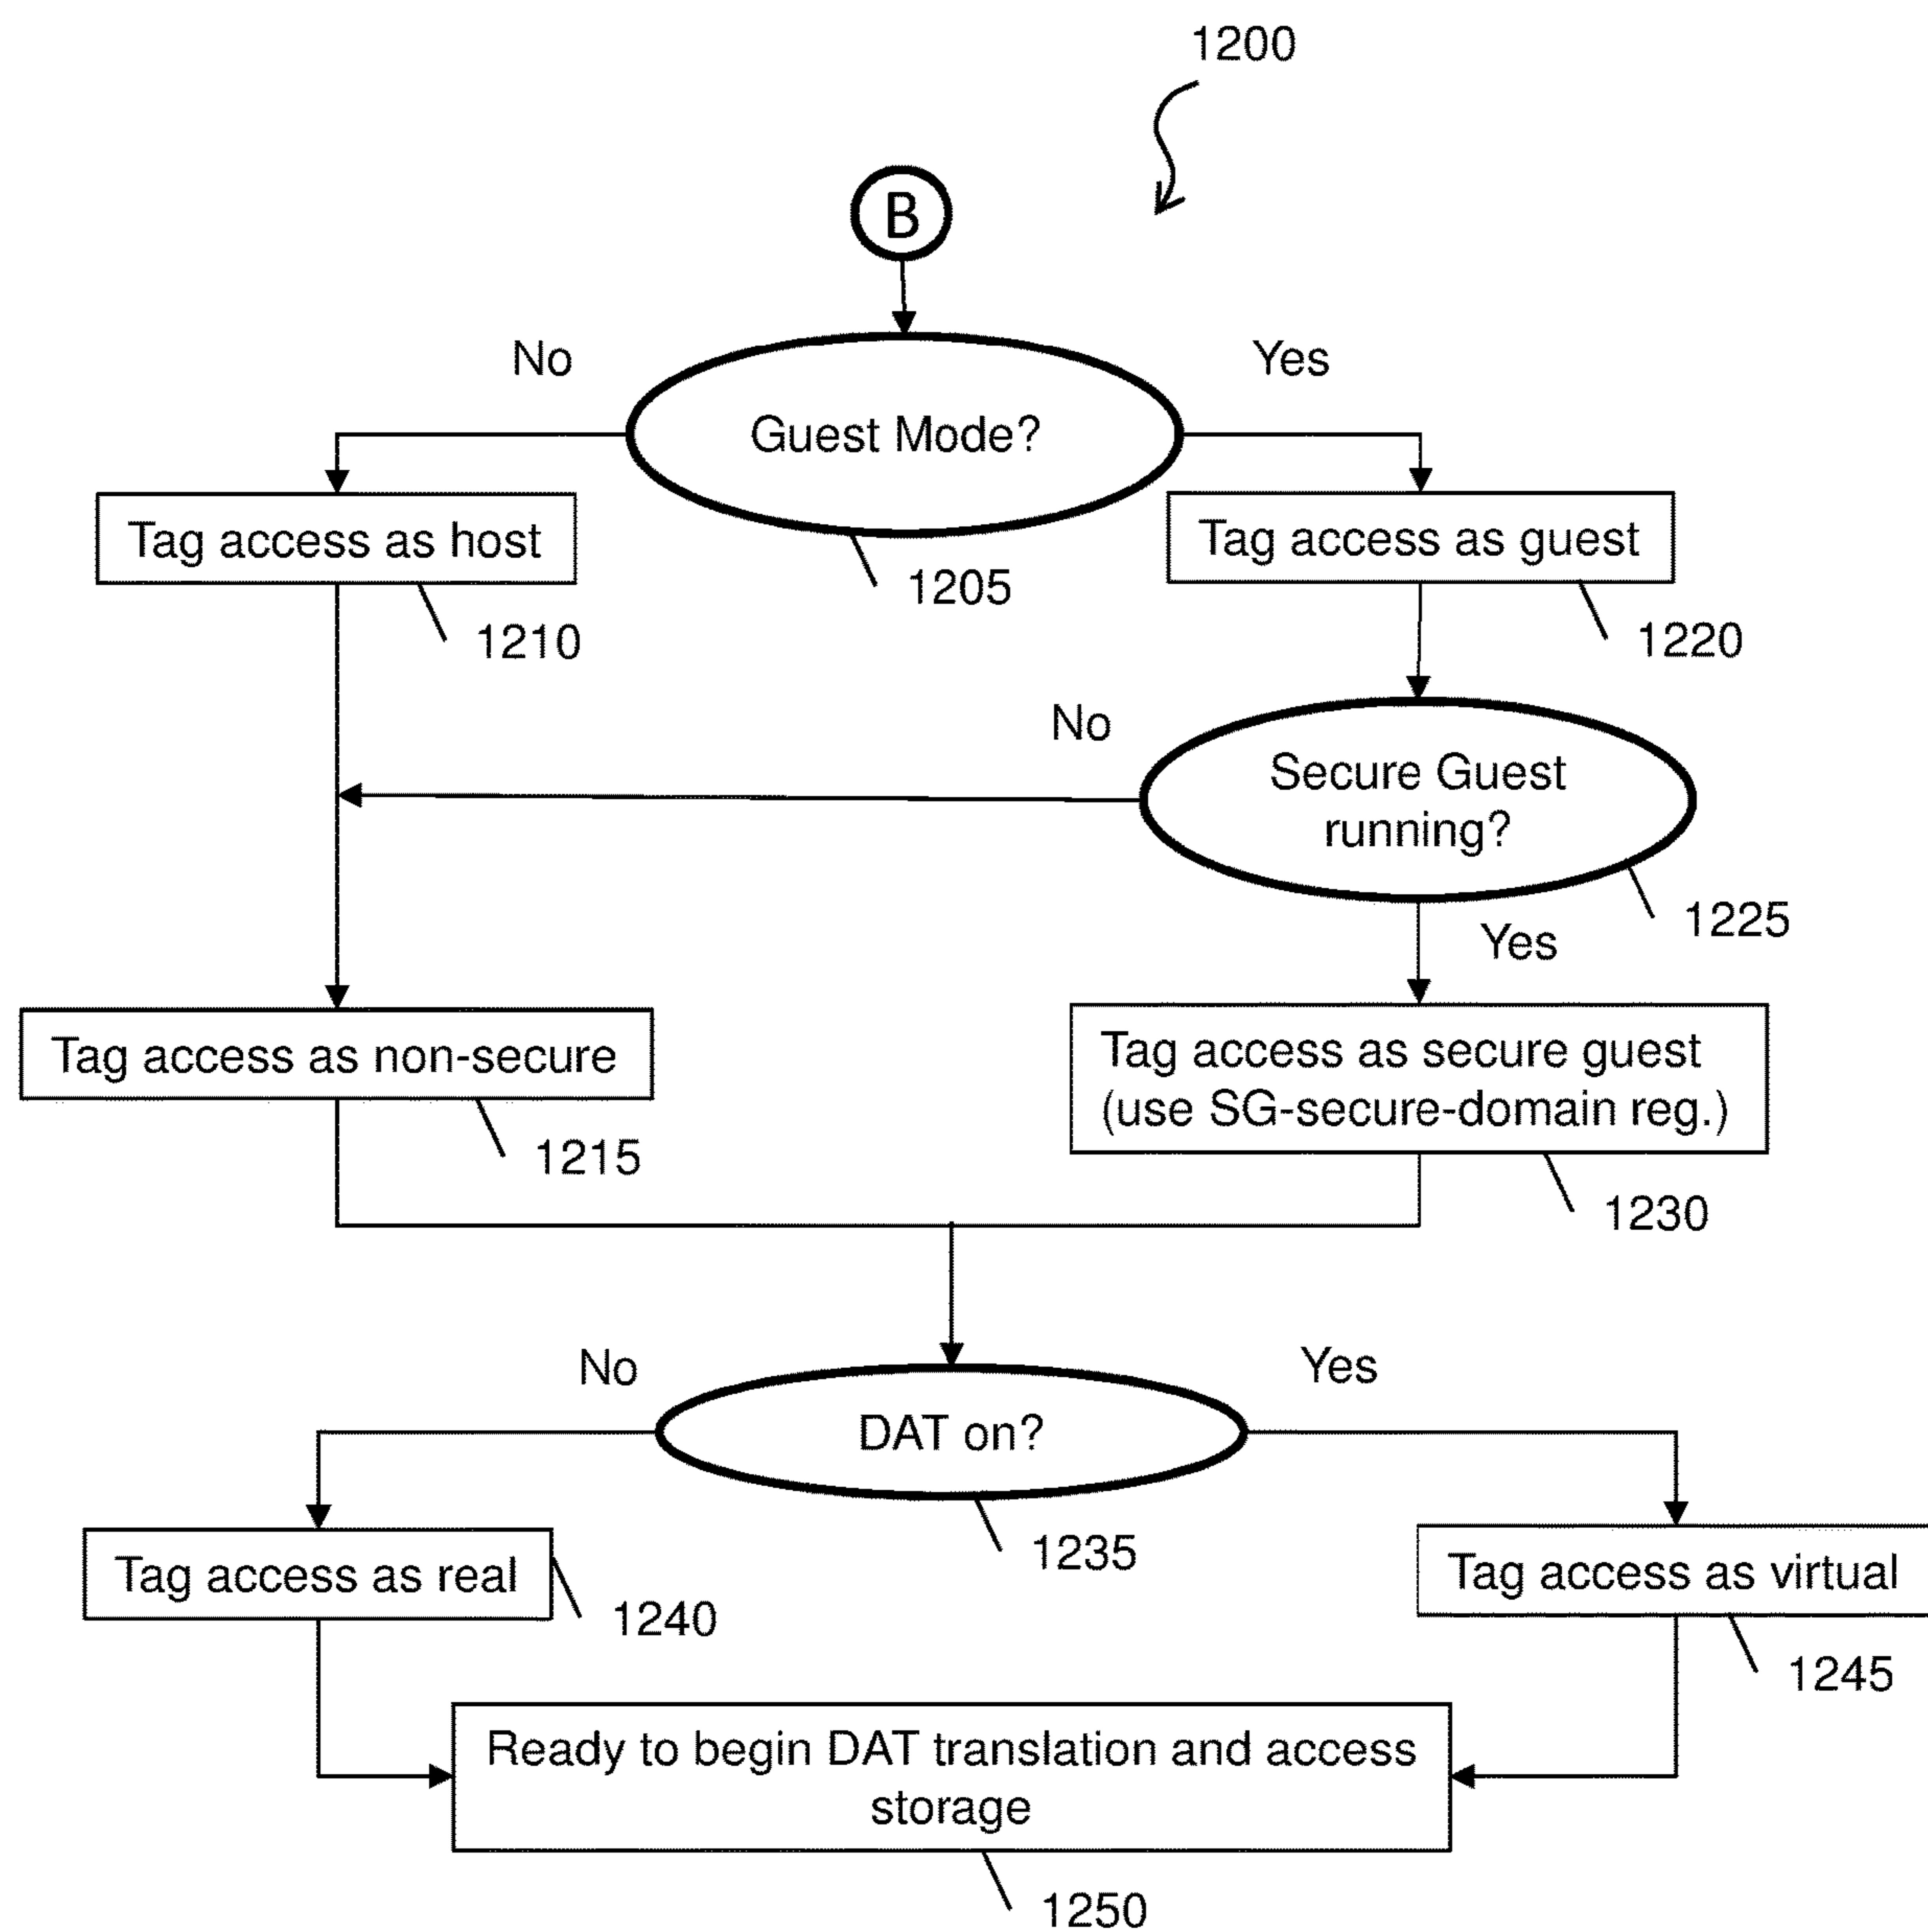 1200
B
No
Yes
Guest Mode?
Tag access as host
Tag access as guest
1205
1210
1220
No
Secure Guest
running?
1225
Yes
Tag access as non-secure
Tag access as secure guest
(use SG-secure-domain reg.)
1215
1230
No
Yes
DAT on?
1235
Tag access as real
Tag access as virtual
1240
1245
Ready to begin DAT translation and access
storage
1250